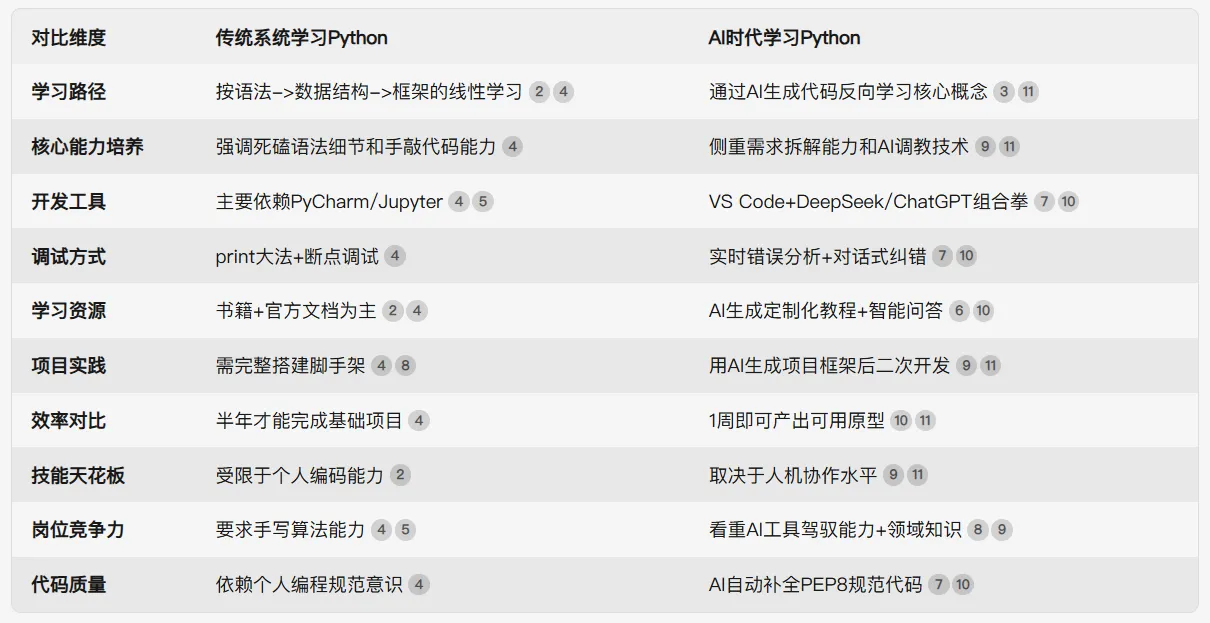 对比维度 传统系统学习Python AI时代学习Python
学习路径 按语法->数据结构->框架的线性学习 2 4 通过AI生成代码反向学习核心概念 3 11
核心能力培养 强调死磕语法细节和手敲代码能力 4 侧重需求拆解能力和AI调教技术 9 11
开发工具 主要依赖PyCharm/Jupyter 4 5 VS Code+DeepSeek/ChatGPT组合拳 7 10
调试方式 print大法+断点调试 4 实时错误分析+对话式纠错 7 10
学习资源 书籍+官方文档为主 2 4 AI生成定制化教程+智能问答 6 10
项目实践 需完整搭建脚手架 4 8 用AI生成项目框架后二次开发 9 11
效率对比 半年才能完成基础项目 4 1周即可产出可用原型 10 11
技能天花板 受限于个人编码能力 2 取决于人机协作水平 9 11
岗位竞争力 要求手写算法能力 4 5 看重AI工具驾驭能力+领域知识 8 9
代码质量 依赖个人编程规范意识 4 AI自动补全PEP8规范代码 7 10